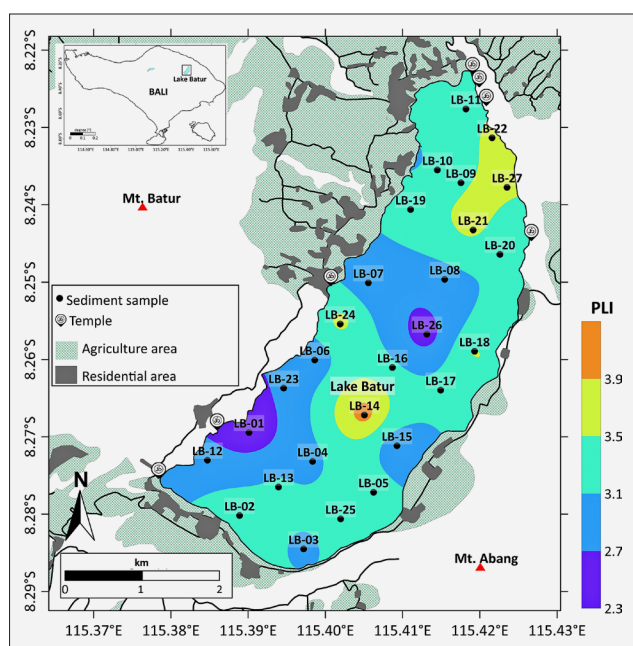 8.22°S
8.23°S
8.24°S
8.25°S
8.26°S
8.27°S
8.28°S
8.29°S
BALI
Lake Batur
Mt. Batur
Sediment sample
Temple
Agriculture area
Residential area
LB-11
LB-22
LB-10
LB-09
LB-27
LB-19
LB-21
LB-20
LB-07
LB-08
LB-24
LB-26
LB-06
LB-18
LB-16
LB-23
Lake Batur
LB-17
LB-14
LB-01
LB-15
LB-12
LB-04
LB-13
LB-05
LB-02
LB-25
LB-03
N
km
0
1
2
Mt. Abang
PLI
3.9
3.5
3.1
2.7
2.3
115.37°E
115.38°E
115.39°E
115.40°E
115.41°E
115.42°E
115.43°E